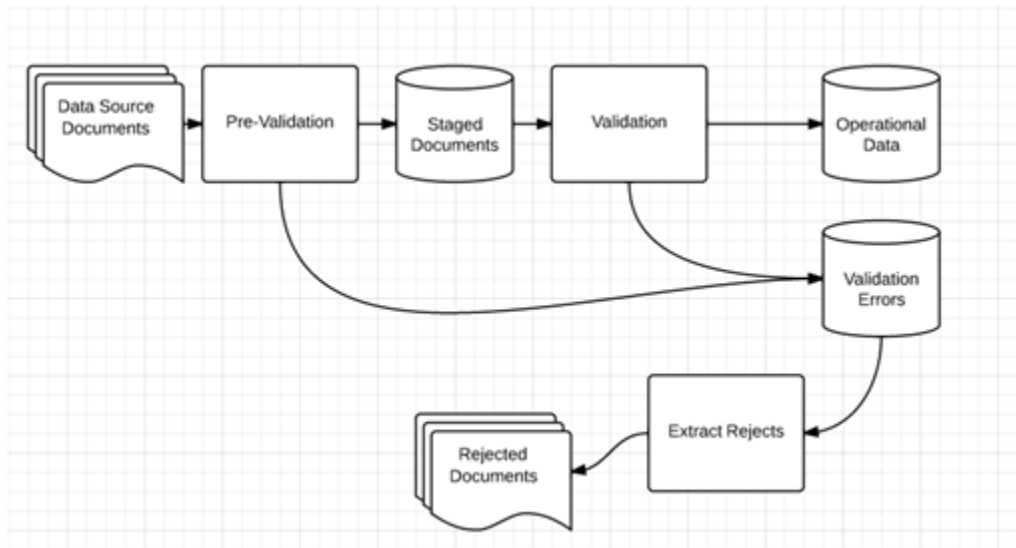 Data Source
Documents
Pre-Validation
Staged
Documents
Validation
Operational
Data
Validation
Errors
Extract Rejects
Rejected
Documents